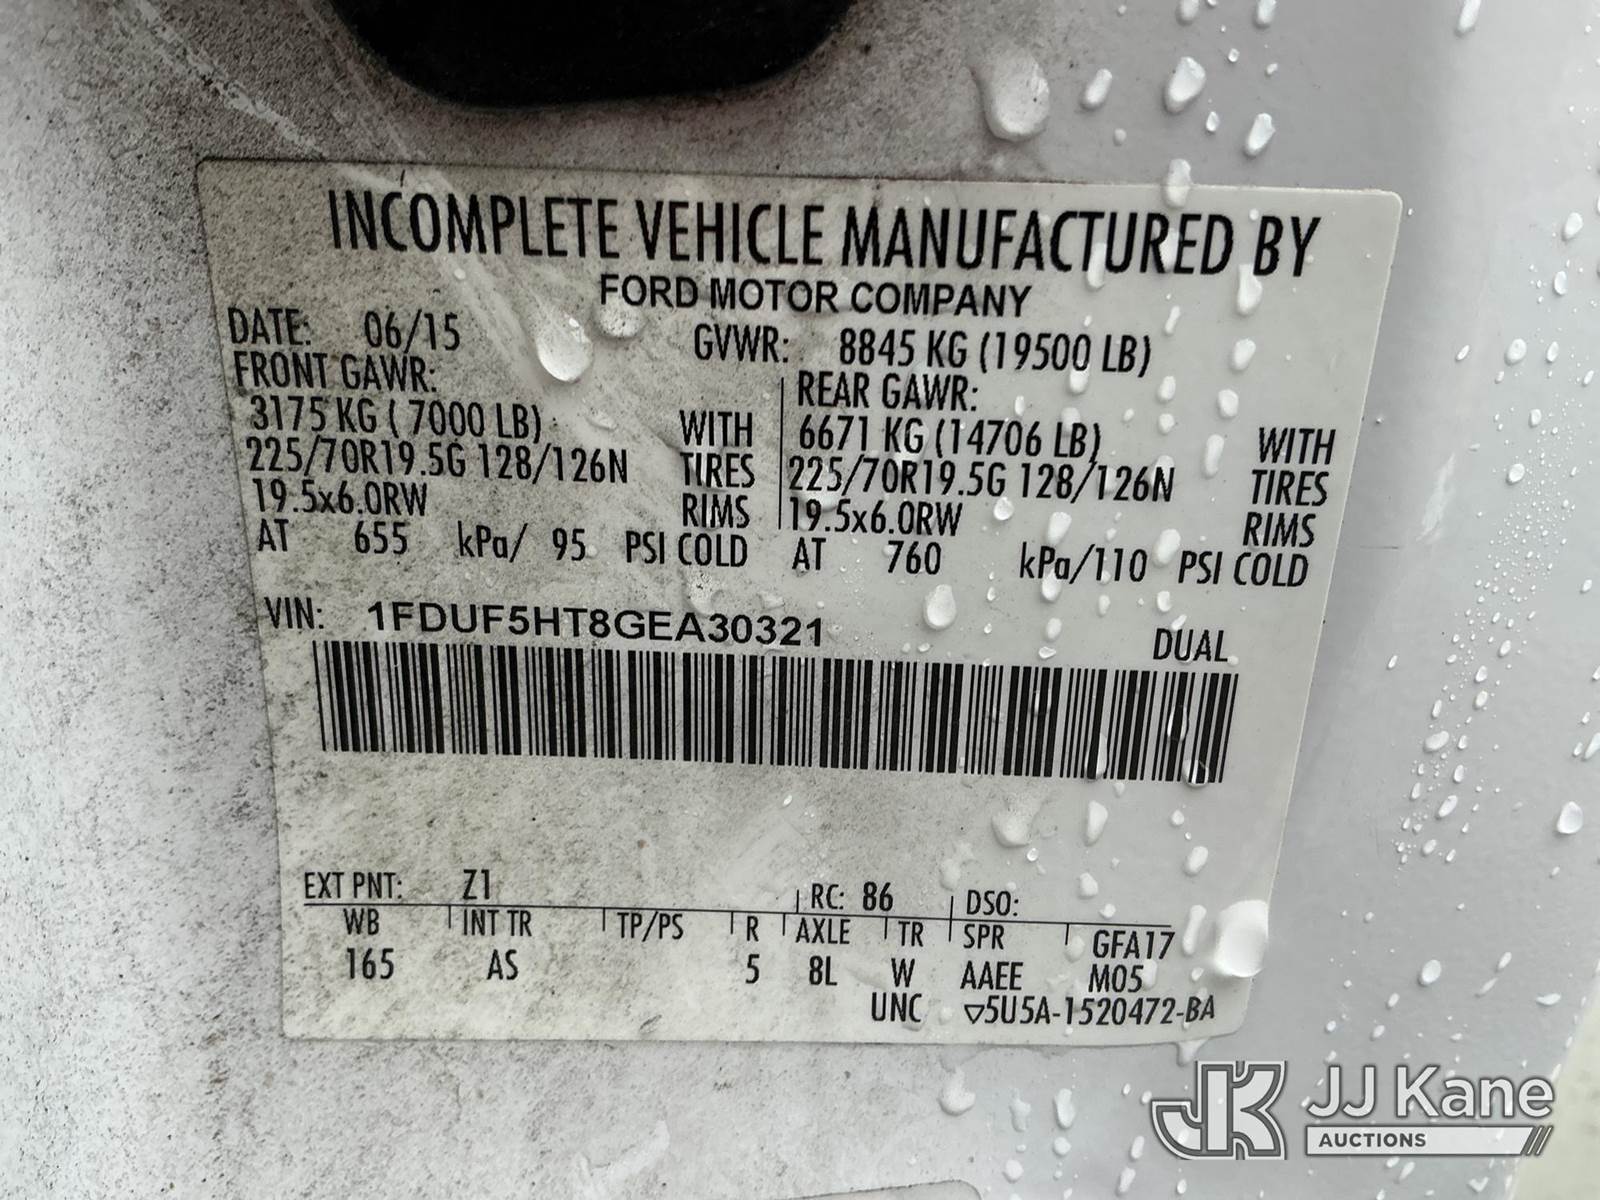 INCOMPLETE VEHICLE MANUFACTURED BY
FORD MOTOR COMPANY
DATE: 06/15 GVWR: 8845 KG (19500 LB)
FRONT GAWR: REAR GAWR:
3175 KG ( 7000 LB) WITH 6671 KG (14706 LB) WITH
225/70R19.5G 128/126N TIRES 225/70R19.5G 128/126N TIRES
19.5x6.0RW RIMS 19.5x6.0RW RIMS
AT 655 kPa/ 95 PSI COLD AT 760 kPa/110 PSI COLD
VIN: 1FDUF5HT8GEA30321 DUAL
EXT PNT: Z1 RC: 86 DSO:
WB INT TR TP/PS R AXLE TR SPR GFA17
165 AS 5 8L W AAEE M05
UNC ▽5U5A-1520472-BA
JK JJ Kane
AUCTIONS